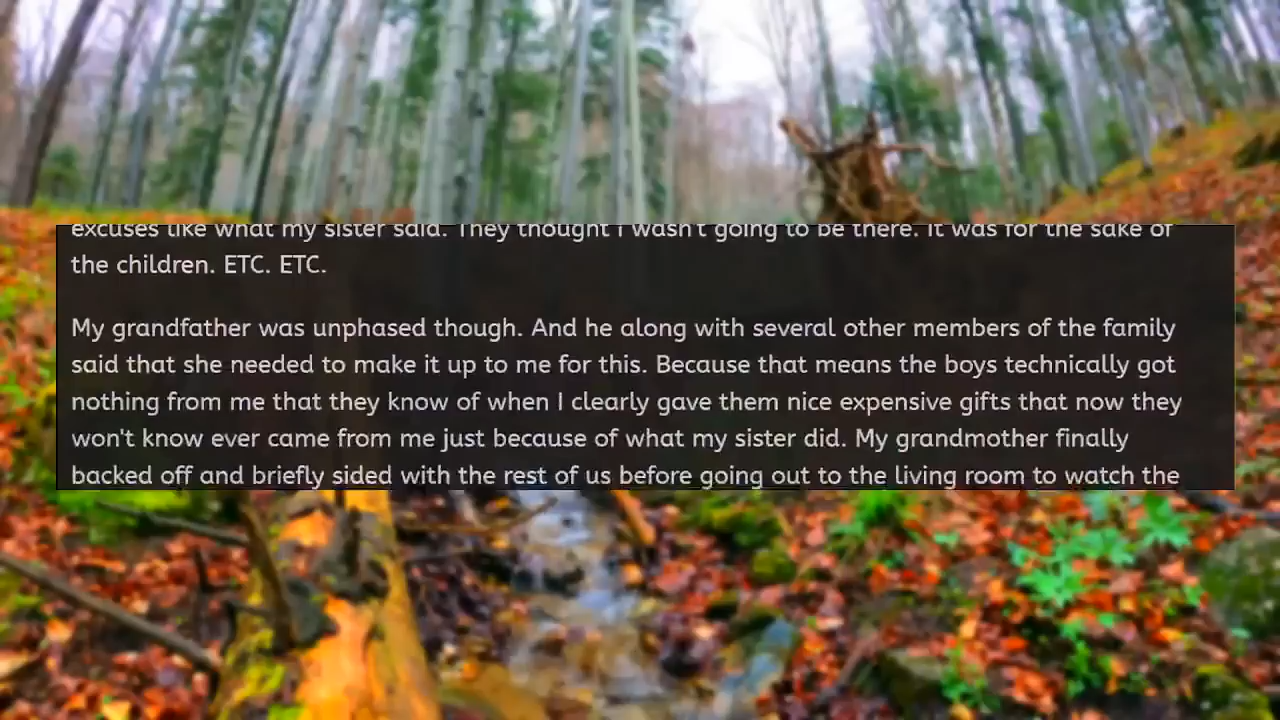 excuses like what my sister said. They thought I wasn't going to be there. It was for the sake of
the children. ETC. ETC.
My grandfather was unphased though. And he along with several other members of the family
said that she needed to make it up to me for this. Because that means the boys technically got
nothing from me that they know of when I clearly gave them nice expensive gifts that now they
won't know ever came from me just because of what my sister did. My grandmother finally
backed off and briefly sided with the rest of us before going out to the living room to watch the